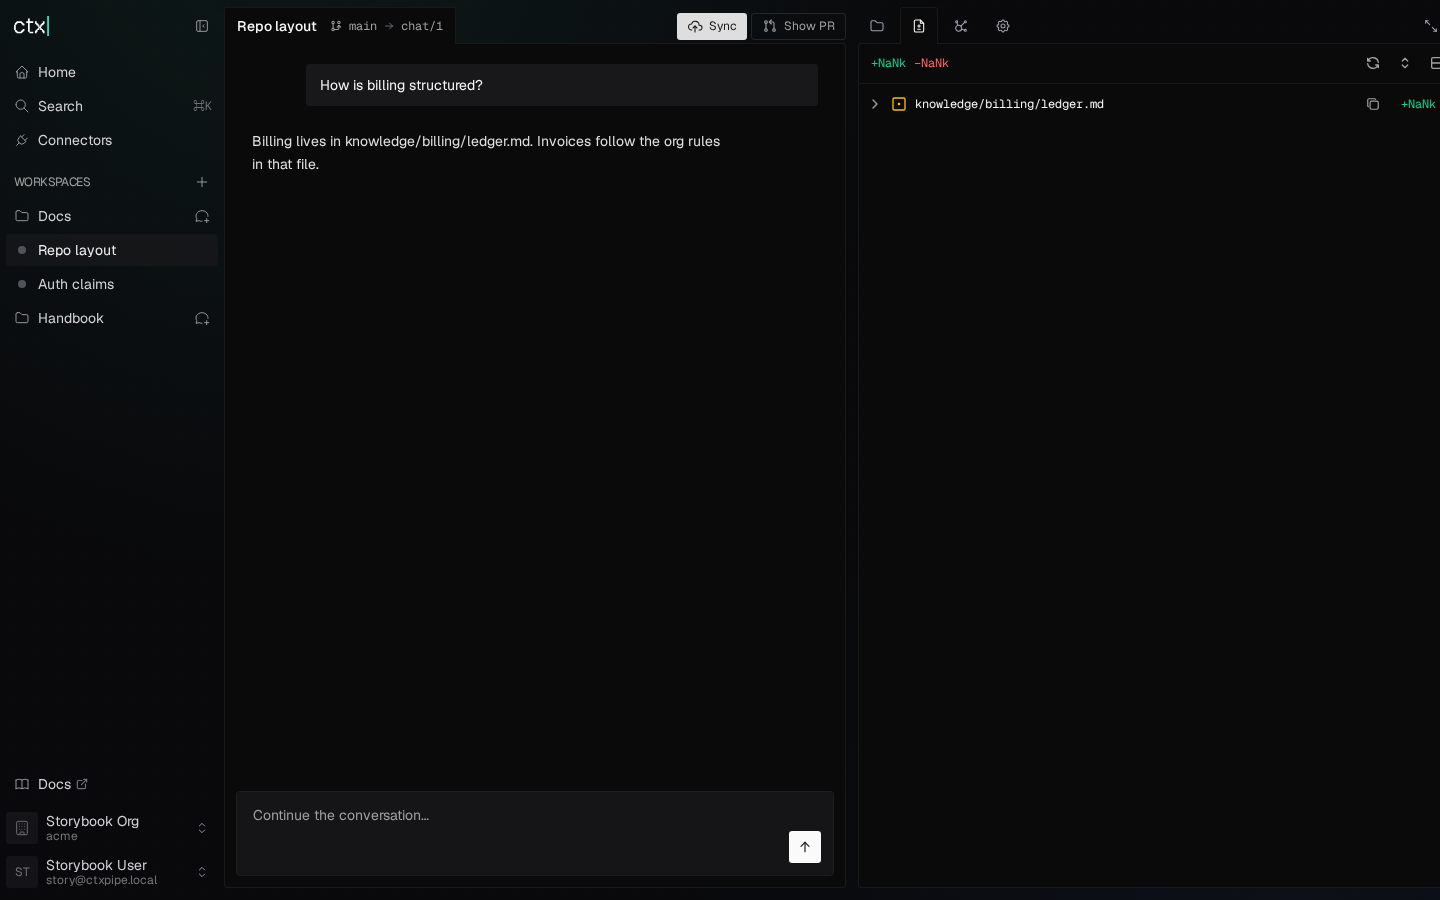 ctx
Home
Search ⌘K
Connectors
WORKSPACES
Docs
Repo layout
Auth claims
Handbook
Docs
Storybook Org
acme
ST
Storybook User
story@ctxpipe.local
Repo layout main → chat/1
Sync
Show PR
How is billing structured?
Billing lives in knowledge/billing/ledger.md. Invoices follow the org rules
in that file.
Continue the conversation...
+NaNk -NaNk
knowledge/billing/ledger.md +NaNk